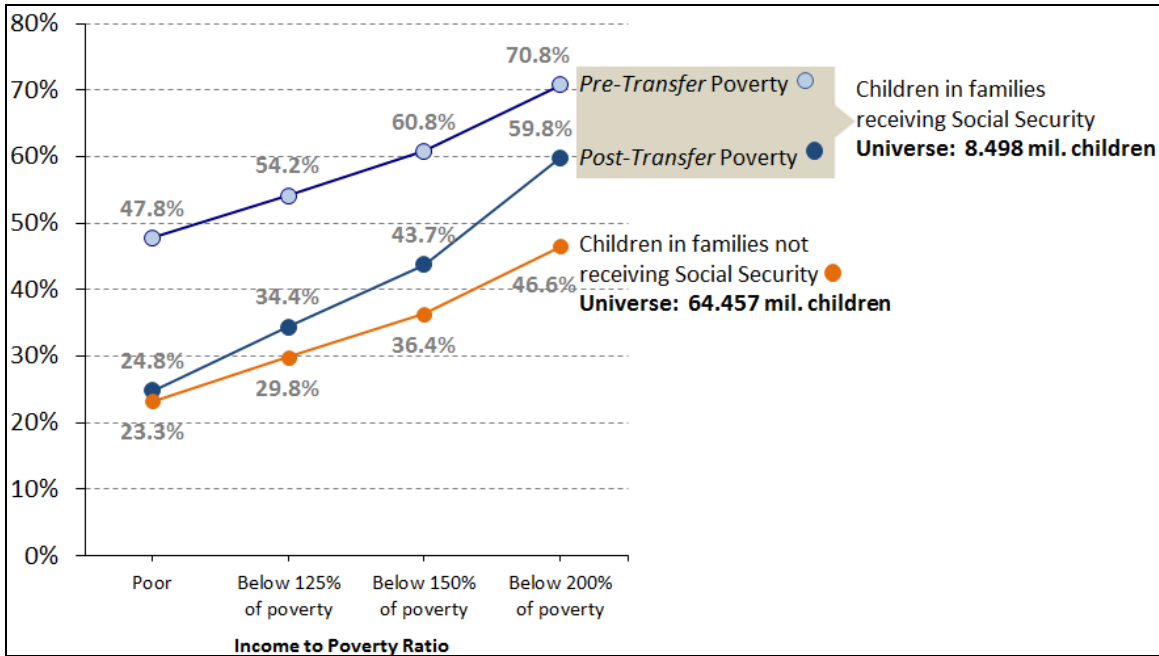 80%
70%
60%
50%
40%
30%
20%
10%
0%
47.8%
54.2%
60.8%
70.8%
24.8%
34.4%
43.7%
59.8%
23.3%
29.8%
36.4%
46.6%
Pre-Transfer Poverty
Post-Transfer Poverty
Children in families
receiving Social Security
Universe: 8.498 mil. children
Children in families not
receiving Social Security
Universe: 64.457 mil. children
Poor
Below 125%
of poverty
Below 150%
of poverty
Below 200%
of poverty
Income to Poverty Ratio